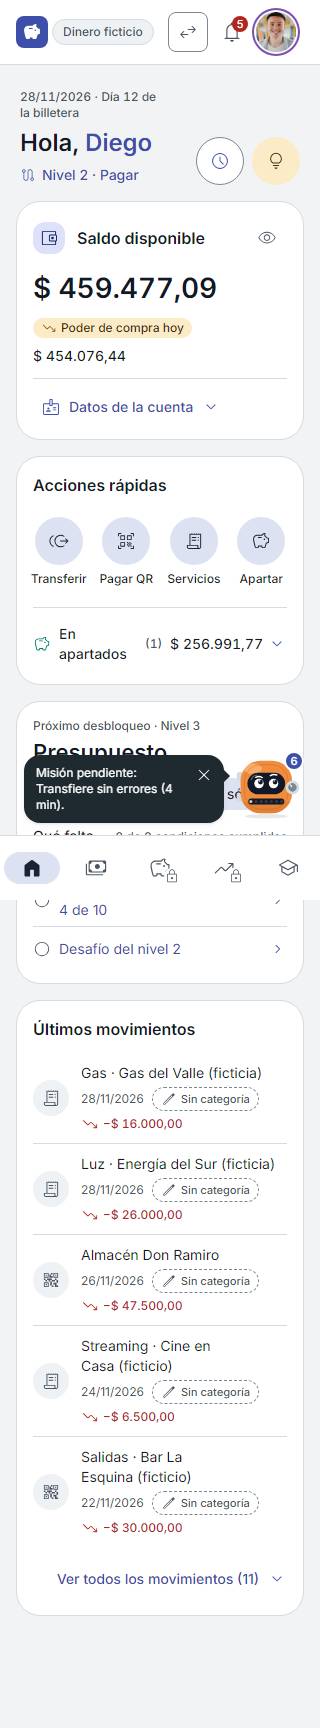 Dinero ficticio
5
28/11/2026 · Día 12 de
la billetera
Hola, Diego
Nivel 2 · Pagar
Saldo disponible
$ 459.477,09
Poder de compra hoy
$ 454.076,44
Datos de la cuenta
Acciones rápidas
Transferir
Pagar QR
Servicios
Apartar
En
apartados
(1)
$ 256.991,77
Próximo desbloqueo · Nivel 3
Presupuesto
Misión pendiente:
Transfiere sin errores (4
min).
6
4 de 10
Desafío del nivel 2
Últimos movimientos
Gas · Gas del Valle (ficticia)
28/11/2026
Sin categoría
−$ 16.000,00
Luz · Energía del Sur (ficticia)
28/11/2026
Sin categoría
−$ 26.000,00
Almacén Don Ramiro
26/11/2026
Sin categoría
−$ 47.500,00
Streaming · Cine en
Casa (ficticio)
24/11/2026
Sin categoría
−$ 6.500,00
Salidas · Bar La
Esquina (ficticio)
22/11/2026
Sin categoría
−$ 30.000,00
Ver todos los movimientos (11)